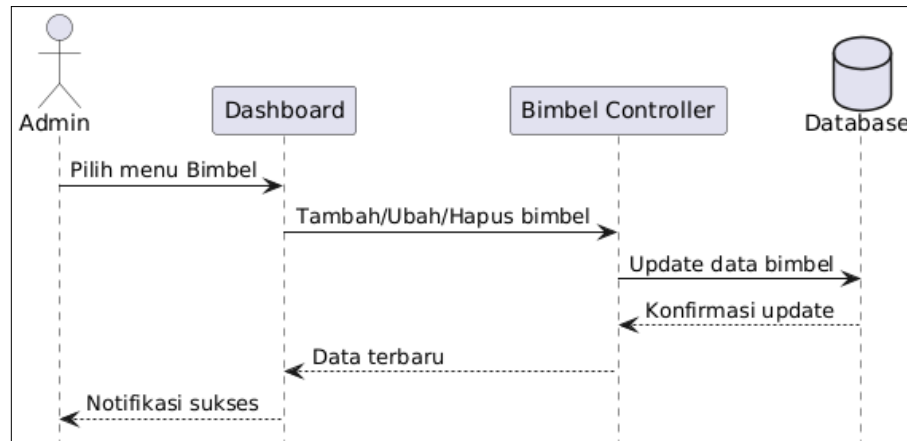 Admin
Dashboard
Bimbel Controller
Database
Pilih menu Bimbel
Tambah/Ubah/Hapus bimbel
Update data bimbel
Konfirmasi update
Data terbaru
Notifikasi sukses